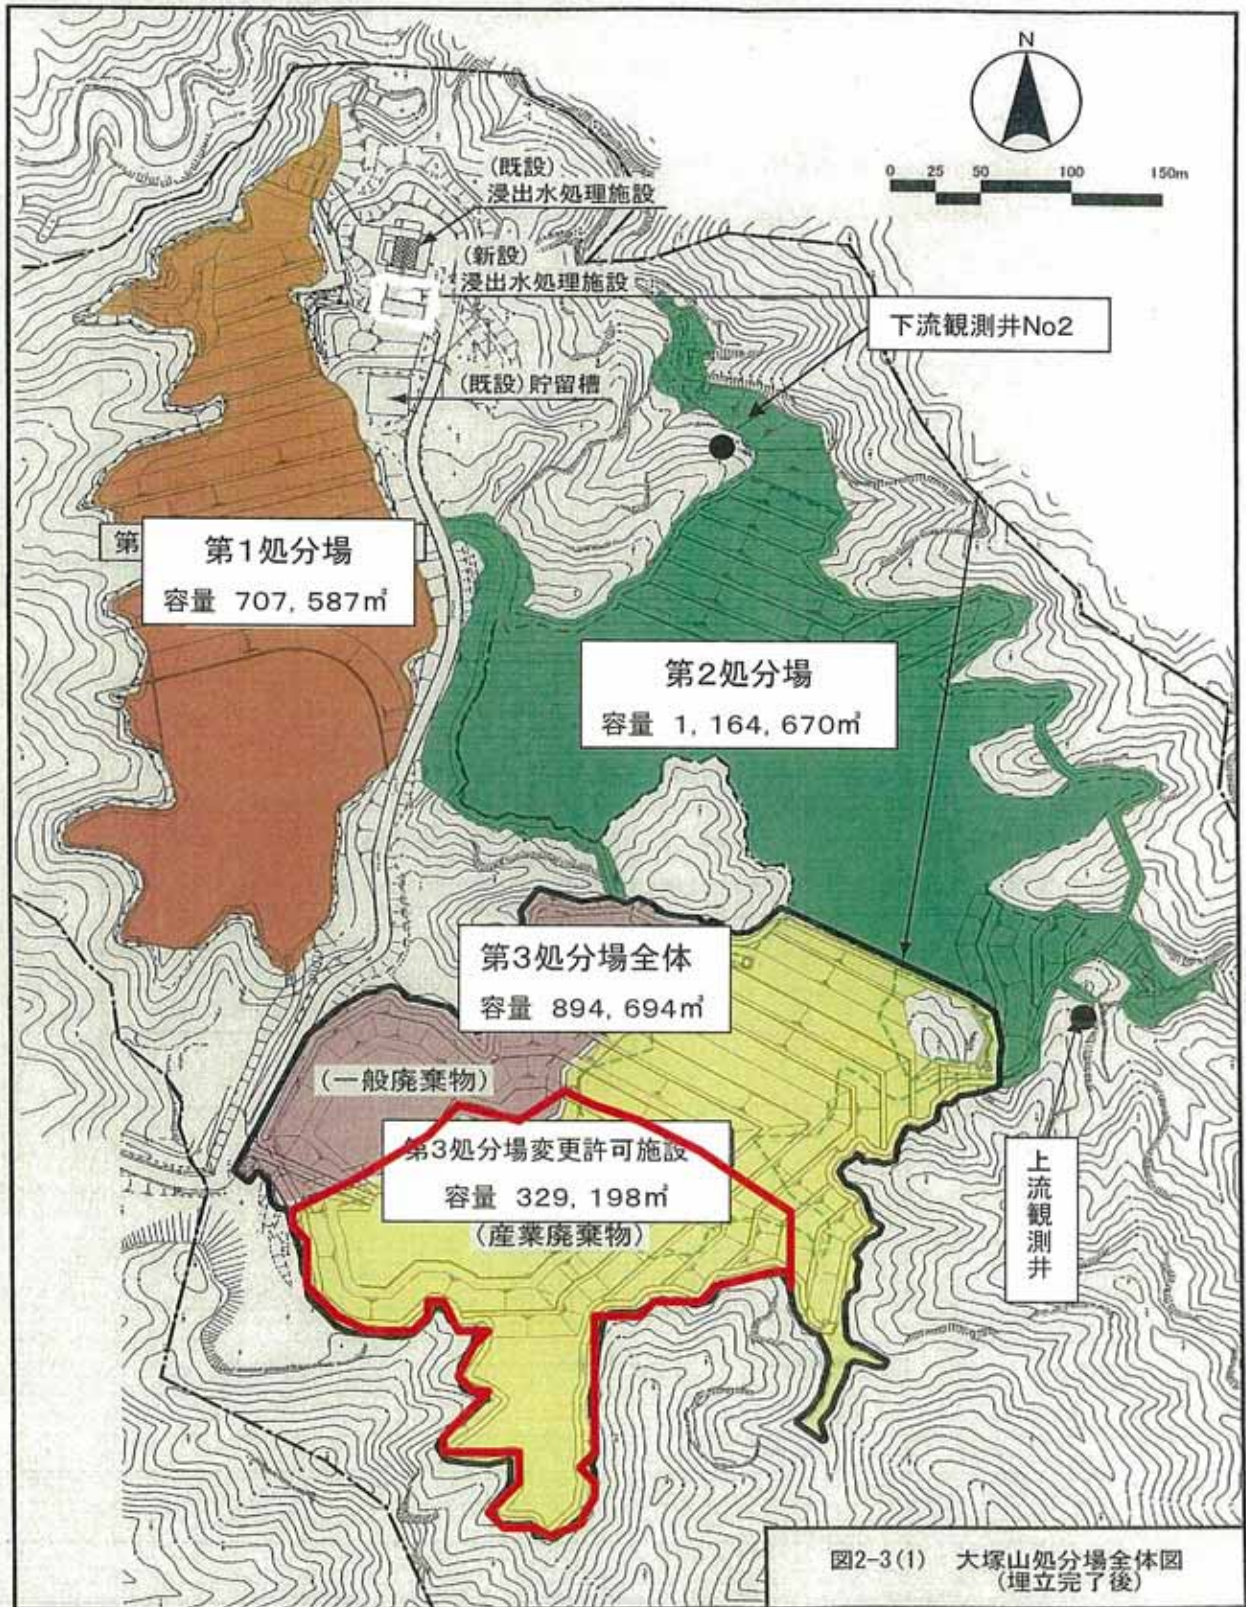 N
0 25 50 100 150m
(既設)
浸出水処理施設
(新設)
浸出水処理施設
下流観測井No2
(既設)貯留槽
第
第1処分場
容量 707,587㎥
第2処分場
容量 1,164,670㎥
第3処分場全体
容量 894,694㎥
(一般廃棄物)
第3処分場変更許可施設
容量 329,198㎥
(産業廃棄物)
上流観測井
図2-3(1) 大塚山処分場全体図
(埋立完了後)